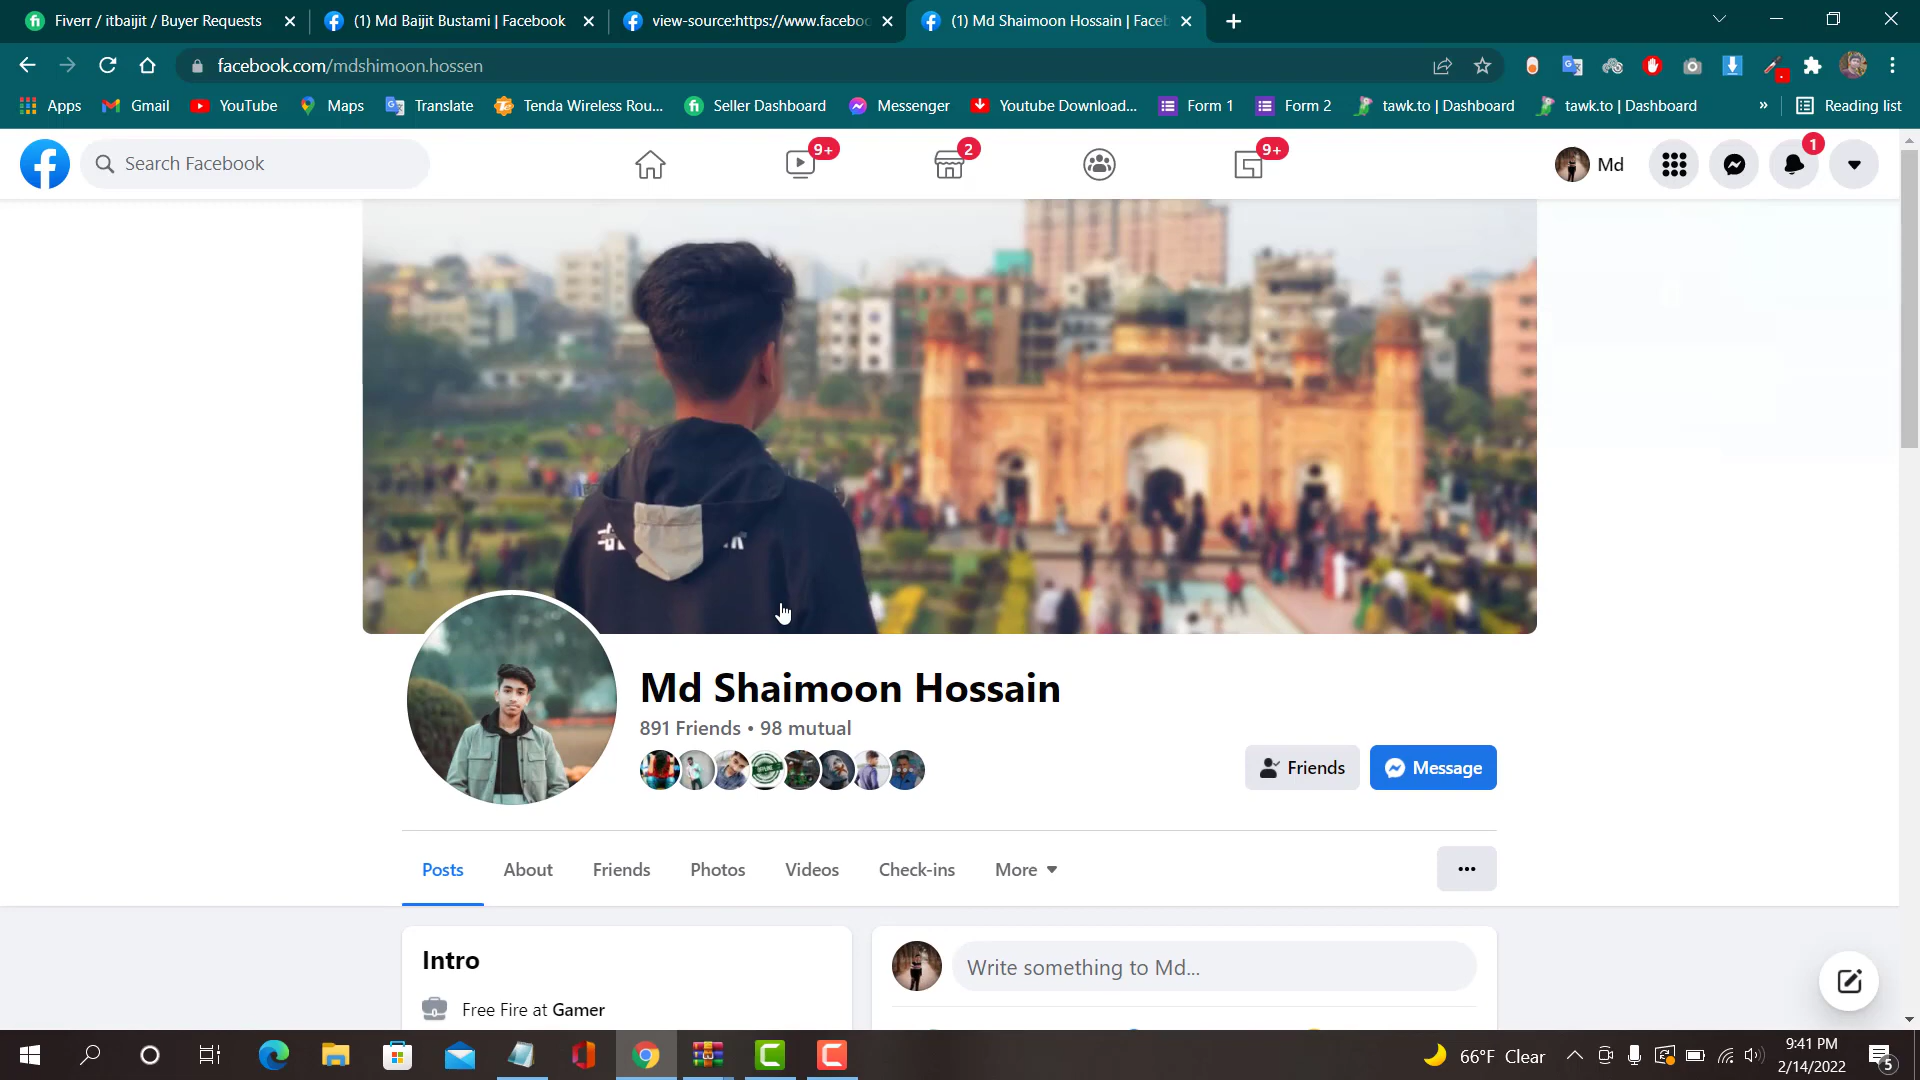 Fiverr / itbaijit / Buyer Requests
(1) Md Baijit Bustami | Facebook
view-source:https://www.faceboo
(1) Md Shaimoon Hossain | Face
facebook.com/mdshimoon.hossen
Apps
Gmail
YouTube
Maps
Translate
Tenda Wireless Rou...
Seller Dashboard
Messenger
Youtube Download...
Form 1
Form 2
tawk.to | Dashboard
tawk.to | Dashboard
»
Reading list
Search Facebook
9+
2
9+
Md
1
Md Shaimoon Hossain
891 Friends • 98 mutual
Friends
Message
Posts
About
Friends
Photos
Videos
Check-ins
More
Intro
Write something to Md...
Free Fire at Gamer
66°F Clear
9:41 PM
2/14/2022
5